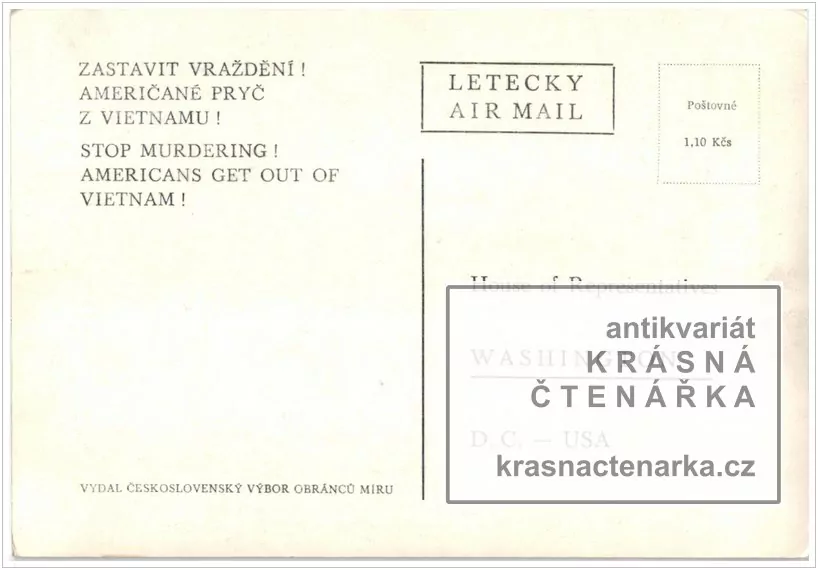 ZASTAVIT VRAŽDĚNÍ !
AMERIČANÉ PRYČ
Z VIETNAMU !
STOP MURDERING !
AMERICANS GET OUT OF
VIETNAM !
VYDAL ČESKOSLOVENSKÝ VÝBOR OBRÁNCŮ MÍRU
LETECKY
AIR MAIL
Poštovné
1,10 Kčs
House of Representatives
WASHINGTON
D. C. — USA
antikvariát
KRÁSNÁ
ČTENÁŘKA
krasnactenarka.cz